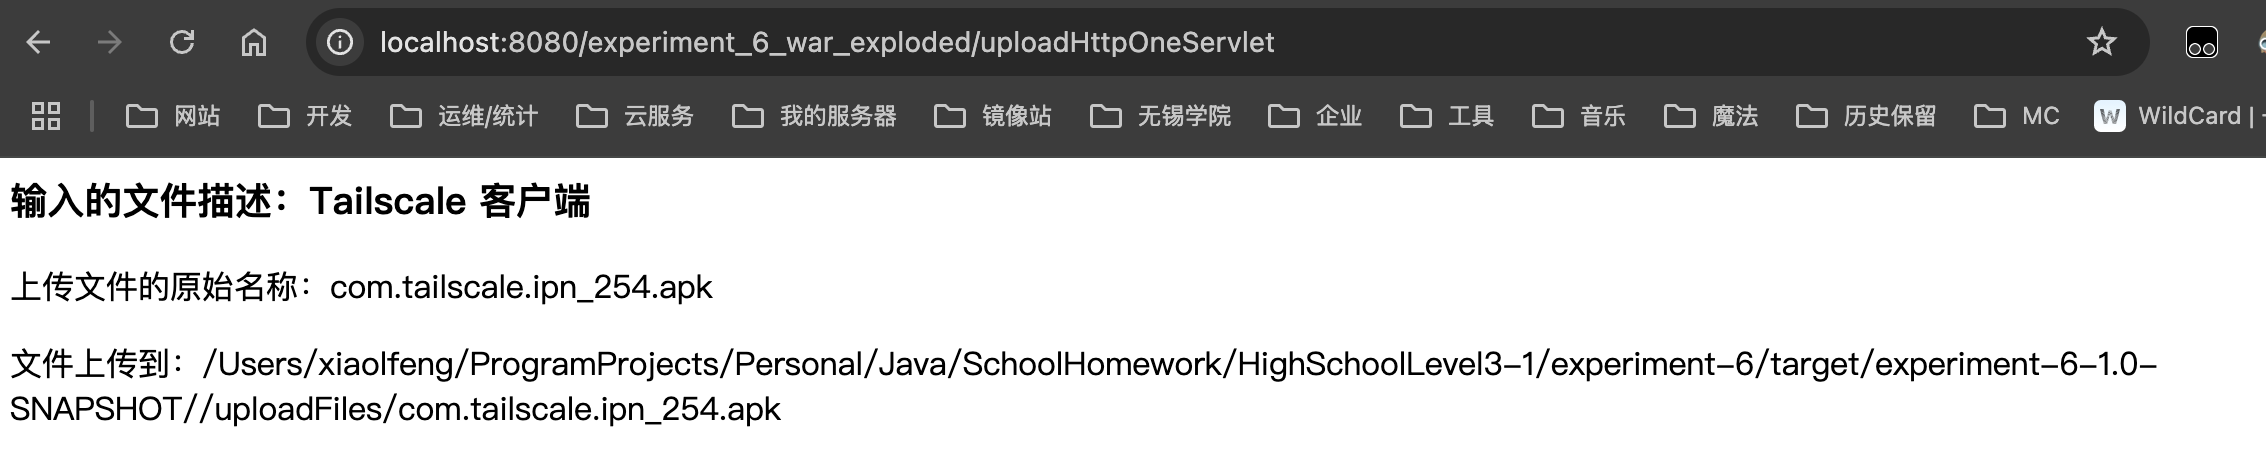 localhost:8080/experiment_6_war_exploded/uploadHttpOneServlet
网站 开发 运维/统计 云服务 我的服务器 镜像站 无锡学院 企业 工具 音乐 魔法 历史保留 MC W WildCard |
输入的文件描述：Tailscale 客户端
上传文件的原始名称：com.tailscale.ipn_254.apk
文件上传到：/Users/xiaolfeng/ProgramProjects/Personal/Java/SchoolHomework/HighSchoolLevel3-1/experiment-6/target/experiment-6-1.0-
SNAPSHOT//uploadFiles/com.tailscale.ipn_254.apk